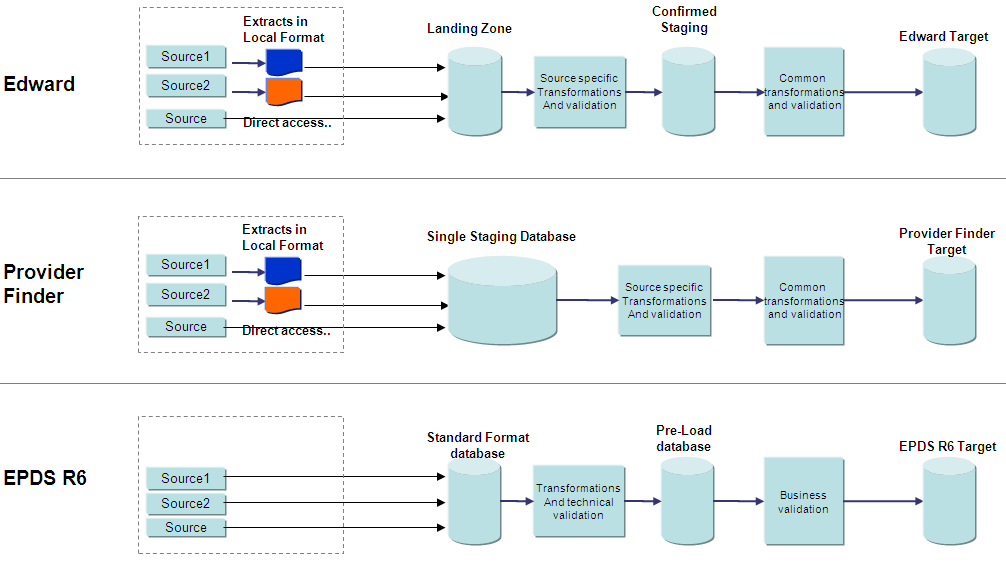 Edward
Extracts in
Local Format
Source1
Source2
Source
Direct access..
Landing Zone
Source specific
Transformations
And validation
Confirmed
Staging
Common
transformations
and validation
Edward Target
Provider
Finder
Extracts in
Local Format
Source1
Source2
Source
Direct access..
Single Staging Database
Source specific
Transformations
And validation
Common
transformations
and validation
Provider Finder
Target
EPDS R6
Source1
Source2
Source
Standard Format
database
Transformations
And technical
validation
Pre-Load
database
Business
validation
EPDS R6 Target